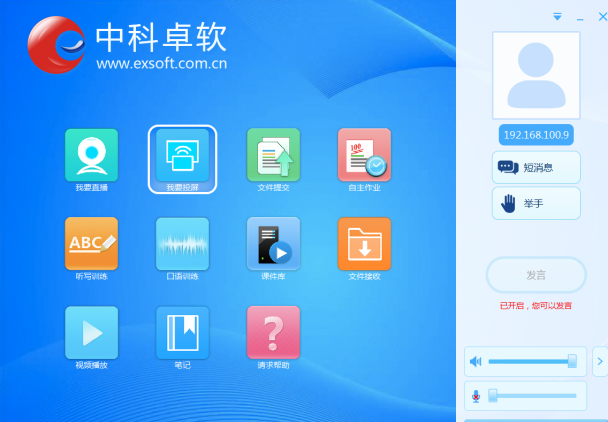 中科卓软
www.exsoft.com.cn
192.168.100.9
短消息
举手
我要直播
我要投屏
文件提交
100
自主作业
ABC
听写训练
口语训练
课件库
文件接收
视频播放
笔记
?
请求帮助
发言
已开启，您可以发言